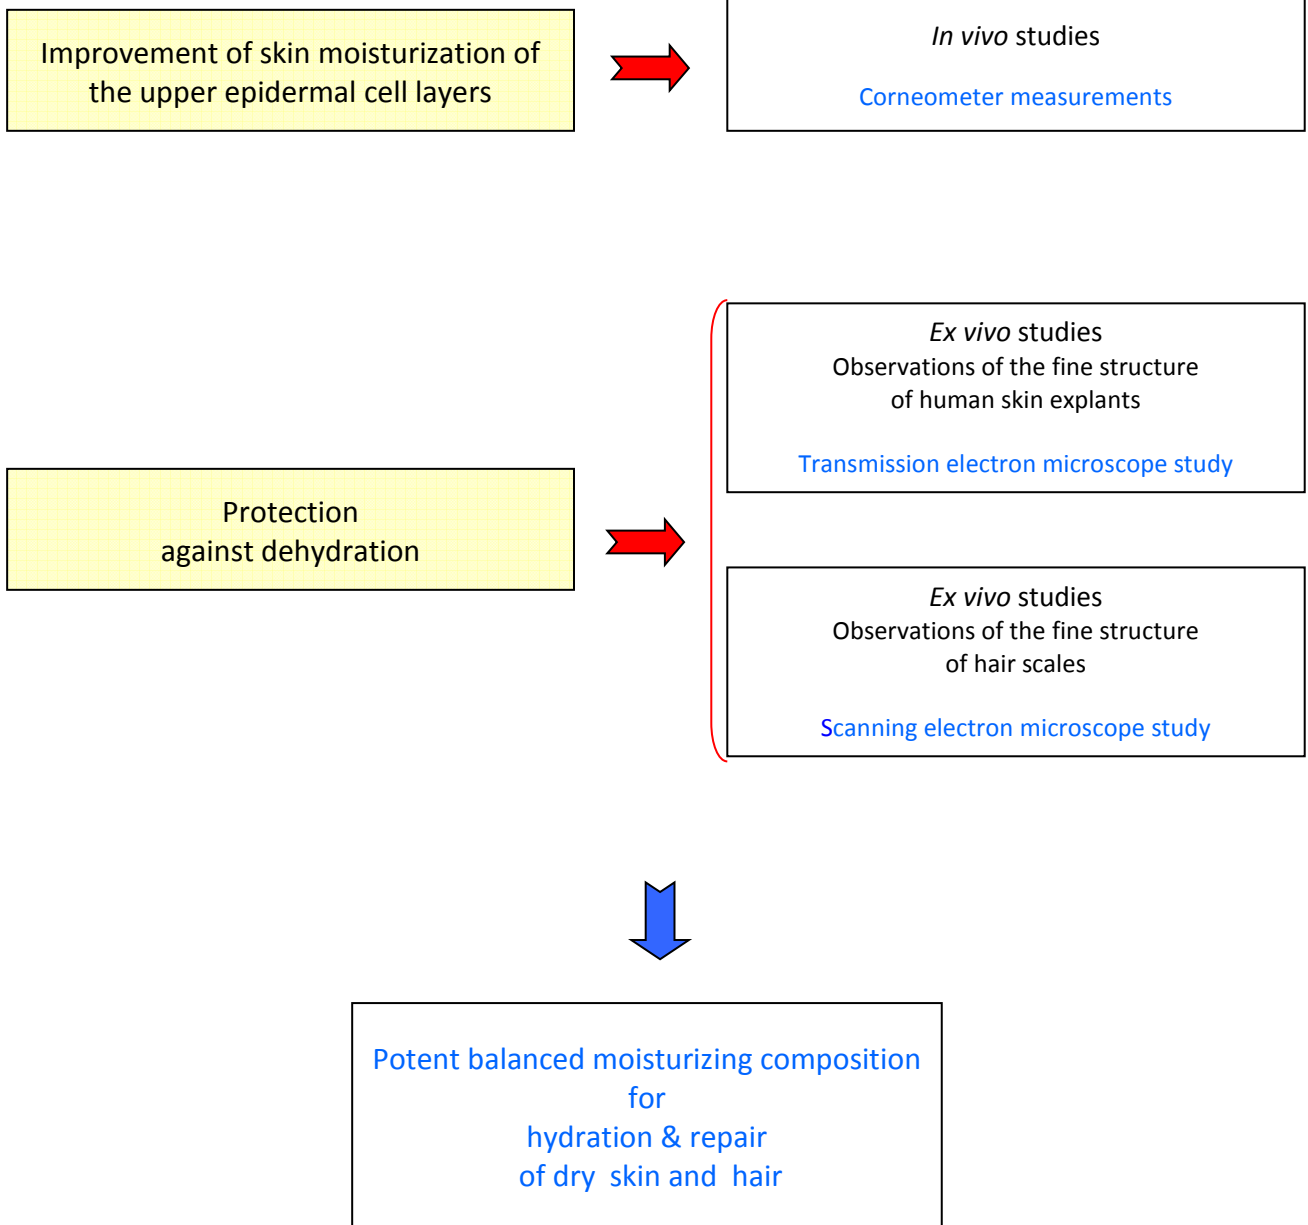 Improvement of skin moisturization of
the upper epidermal cell layers
In vivo studies
Corneometer measurements
Ex vivo studies
Observations of the fine structure
of human skin explants
Transmission electron microscope study
Protection
against dehydration
Ex vivo studies
Observations of the fine structure
of hair scales
Scanning electron microscope study
Potent balanced moisturizing composition
for
hydration & repair
of dry skin and hair